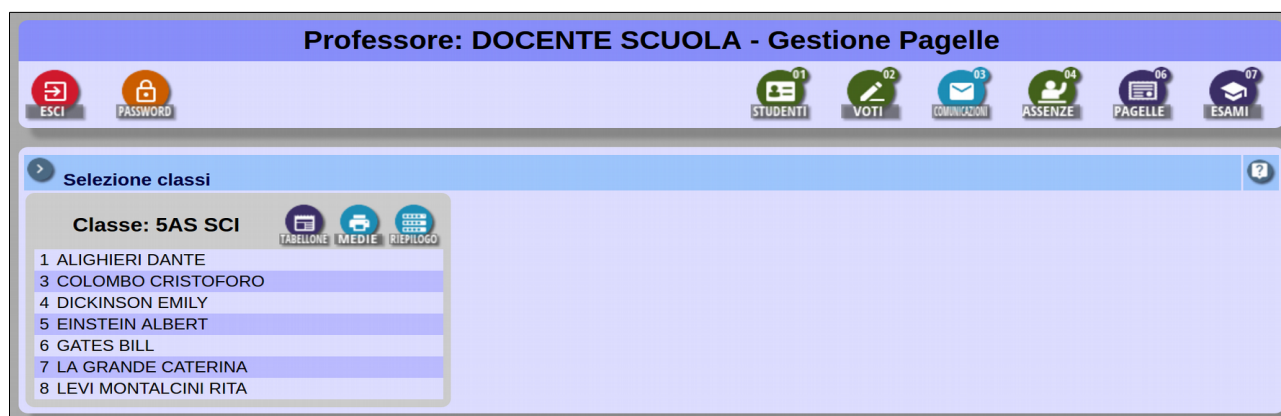 Professore: DOCENTE SCUOLA - Gestione Pagelle
ESCI PASSWORD 01 STUDENTI 02 VOTI 03 COMUNICAZIONI 04 ASSENZE 06 PAGELLE 07 ESAMI
Selezione classi ?
Classe: 5AS SCI TABELLONE MEDIE RIEPILOGO
1 ALIGHIERI DANTE
3 COLOMBO CRISTOFORO
4 DICKINSON EMILY
5 EINSTEIN ALBERT
6 GATES BILL
7 LA GRANDE CATERINA
8 LEVI MONTALCINI RITA